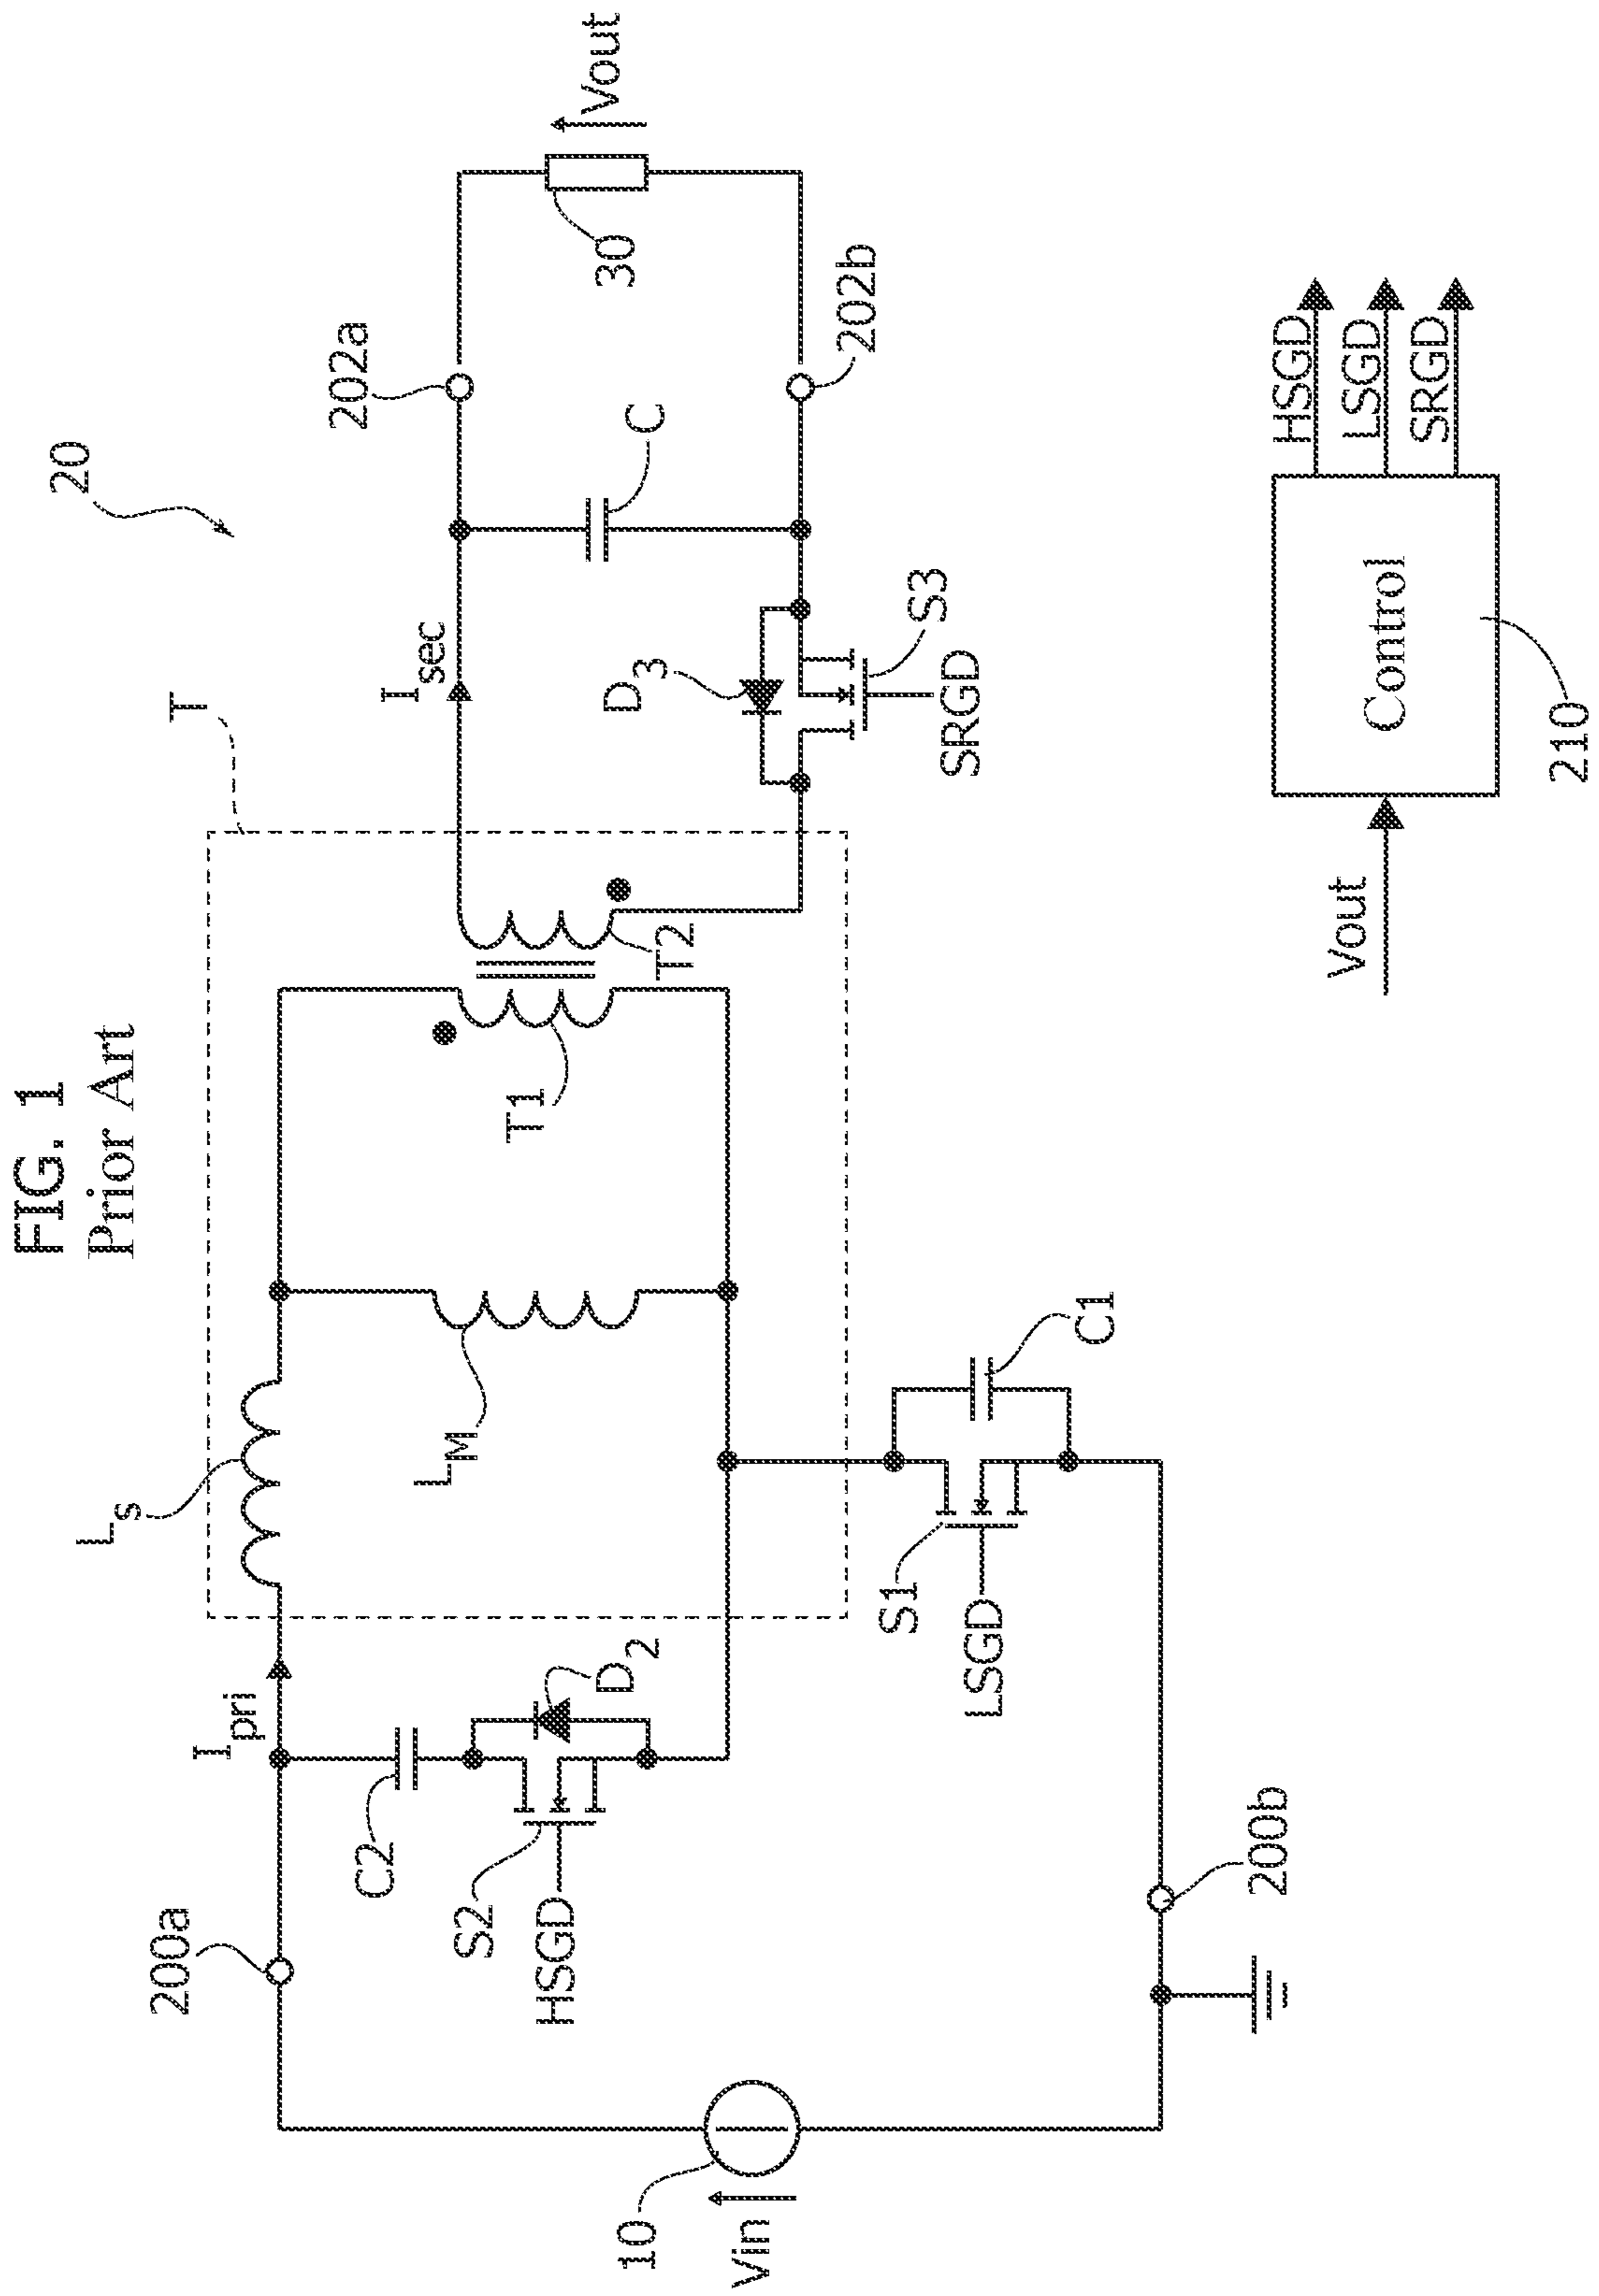 FIG. 1
Prior Art
20
T
Ls
LM
T1
T2
Ipri
Isec
200a
C2
S2
HSGD
D2
10
Vin
200b
S1
LSGD
C1
D3
S3
SRGD
C
202a
202b
30
Vout
Vout
Control
210
HSGD
LSGD
SRGD